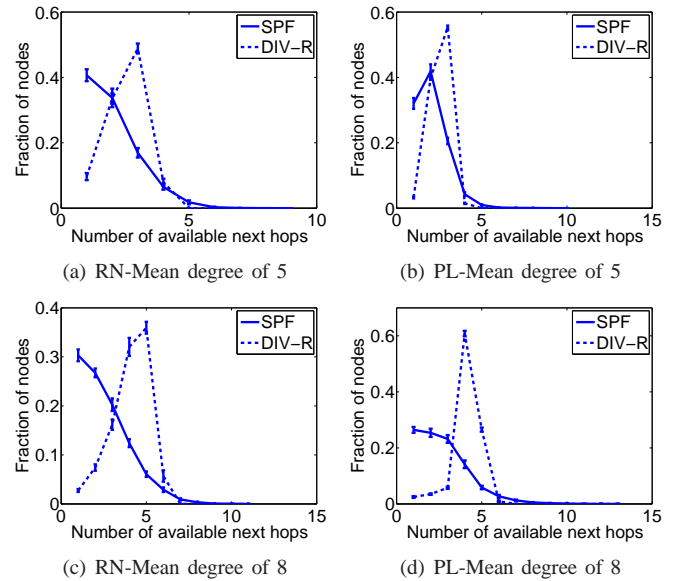 0.6
0.4
0.2
0
0 5 10
Fraction of nodes
Number of available next hops
SPF
DIV−R
(a) RN-Mean degree of 5
0.6
0.4
0.2
0
0 5 10 15
Fraction of nodes
Number of available next hops
SPF
DIV−R
(b) PL-Mean degree of 5
0.4
0.3
0.2
0.1
0
0 5 10 15
Fraction of nodes
Number of available next hops
SPF
DIV−R
(c) RN-Mean degree of 8
0.8
0.6
0.4
0.2
0
0 5 10 15
Fraction of nodes
Number of available next hops
SPF
DIV−R
(d) PL-Mean degree of 8